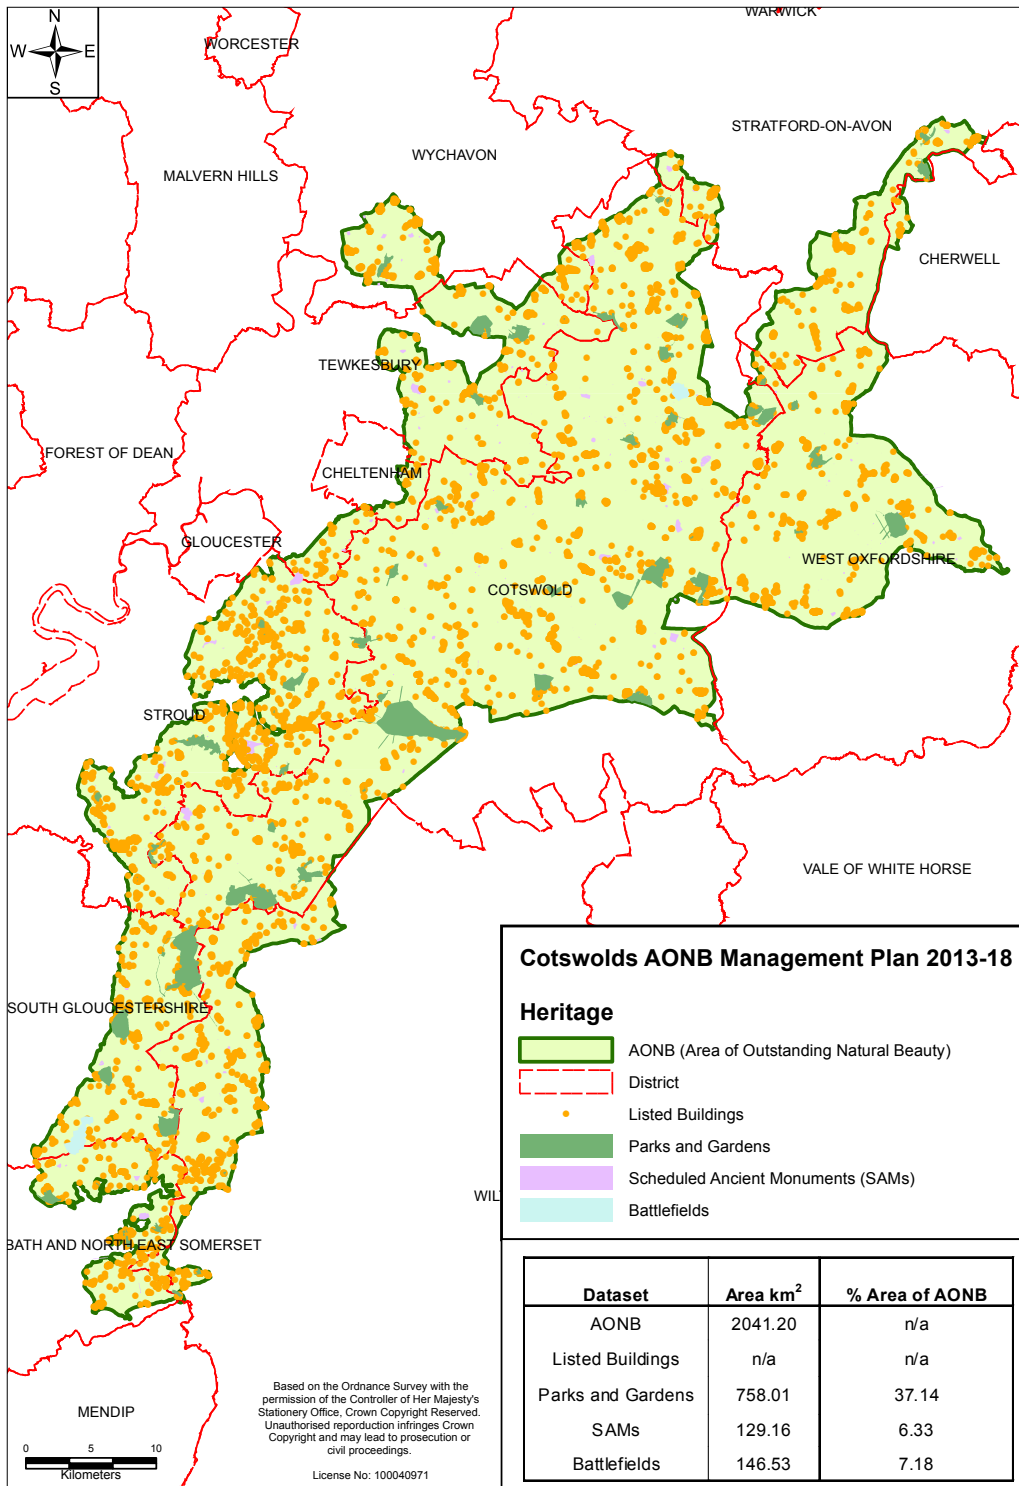 N
W E
S
WORCESTER
WARWICK
STRATFORD-ON-AVON
WYCHAVON
MALVERN HILLS
CHERWELL
TEWKESBURY
FOREST OF DEAN
CHELTENHAM
GLOUCESTER
WEST OXFORDSHIRE
COTSWOLD
STROUD
VALE OF WHITE HORSE
SOUTH GLOUCESTERSHIRE
WIL
BATH AND NORTH EAST SOMERSET
MENDIP
Cotswolds AONB Management Plan 2013-18
Heritage
AONB (Area of Outstanding Natural Beauty)
District
Listed Buildings
Parks and Gardens
Scheduled Ancient Monuments (SAMs)
Battlefields
Dataset Area km² % Area of AONB
AONB 2041.20 n/a
Listed Buildings n/a n/a
Parks and Gardens 758.01 37.14
SAMs 129.16 6.33
Battlefields 146.53 7.18
Based on the Ordnance Survey with the
permission of the Controller of Her Majesty's
Stationery Office, Crown Copyright Reserved.
Unauthorised reporduction infringes Crown
Copyright and may lead to prosecution or
civil proceedings.
License No: 100040971
0 5 10
Kilometers